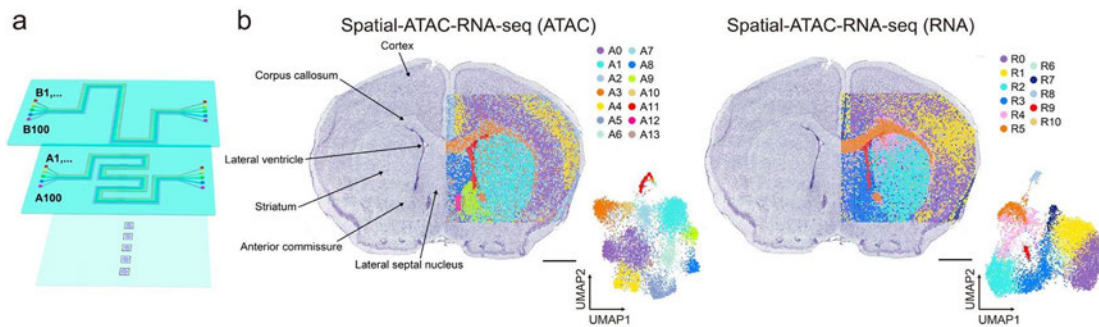 a
B1,...
B100
A1,...
A100
b
Spatial-ATAC-RNA-seq (ATAC)
Cortex
Corpus callosum
Lateral ventricle
Striatum
Anterior commissure
Lateral septal nucleus
A0
A1
A2
A3
A4
A5
A6
A7
A8
A9
A10
A11
A12
A13
UMAP2
UMAP1
Spatial-ATAC-RNA-seq (RNA)
R0
R1
R2
R3
R4
R5
R6
R7
R8
R9
R10
UMAP2
UMAP1